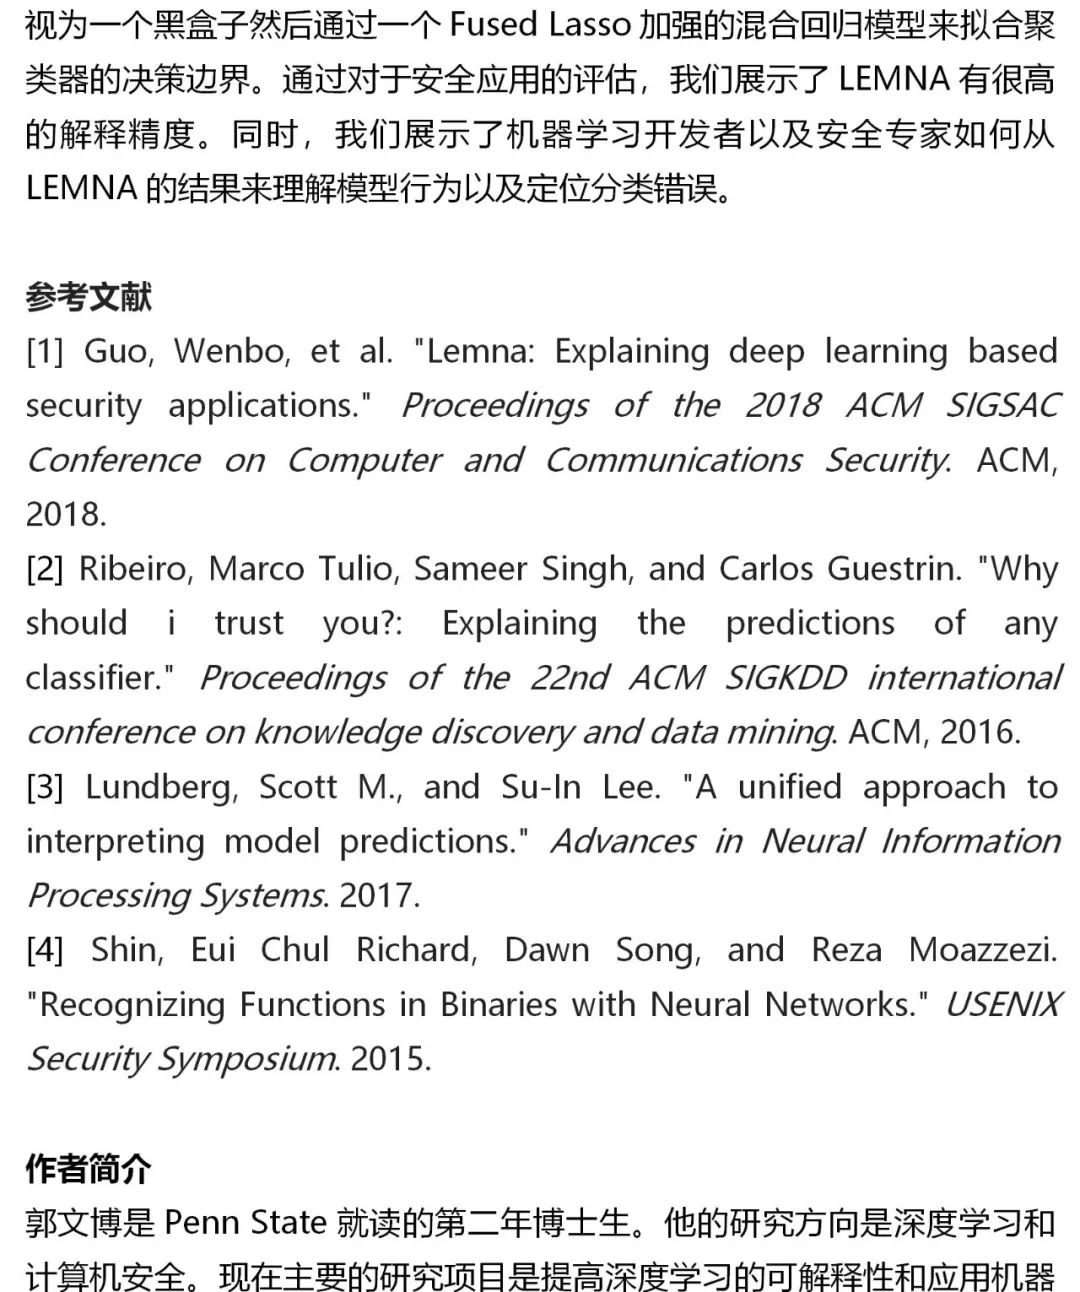 视为一个黑盒子然后通过一个 Fused Lasso 加强的混合回归模型来拟合聚
类器的决策边界。通过对于安全应用的评估，我们展示了 LEMNA 有很高
的解释精度。同时，我们展示了机器学习开发者以及安全专家如何从
LEMNA 的结果来理解模型行为以及定位分类错误。
参考文献
[1] Guo, Wenbo, et al. "Lemna: Explaining deep learning based
security applications." Proceedings of the 2018 ACM SIGSAC
Conference on Computer and Communications Security. ACM,
2018.
[2] Ribeiro, Marco Tulio, Sameer Singh, and Carlos Guestrin. "Why
should i trust you?: Explaining the predictions of any
classifier." Proceedings of the 22nd ACM SIGKDD international
conference on knowledge discovery and data mining. ACM, 2016.
[3] Lundberg, Scott M., and Su-In Lee. "A unified approach to
interpreting model predictions." Advances in Neural Information
Processing Systems. 2017.
[4] Shin, Eui Chul Richard, Dawn Song, and Reza Moazzezi.
"Recognizing Functions in Binaries with Neural Networks." USENIX
Security Symposium. 2015.
作者简介
郭文博是 Penn State 就读的第二年博士生。他的研究方向是深度学习和
计算机安全。现在主要的研究项目是提高深度学习的可解释性和应用机器